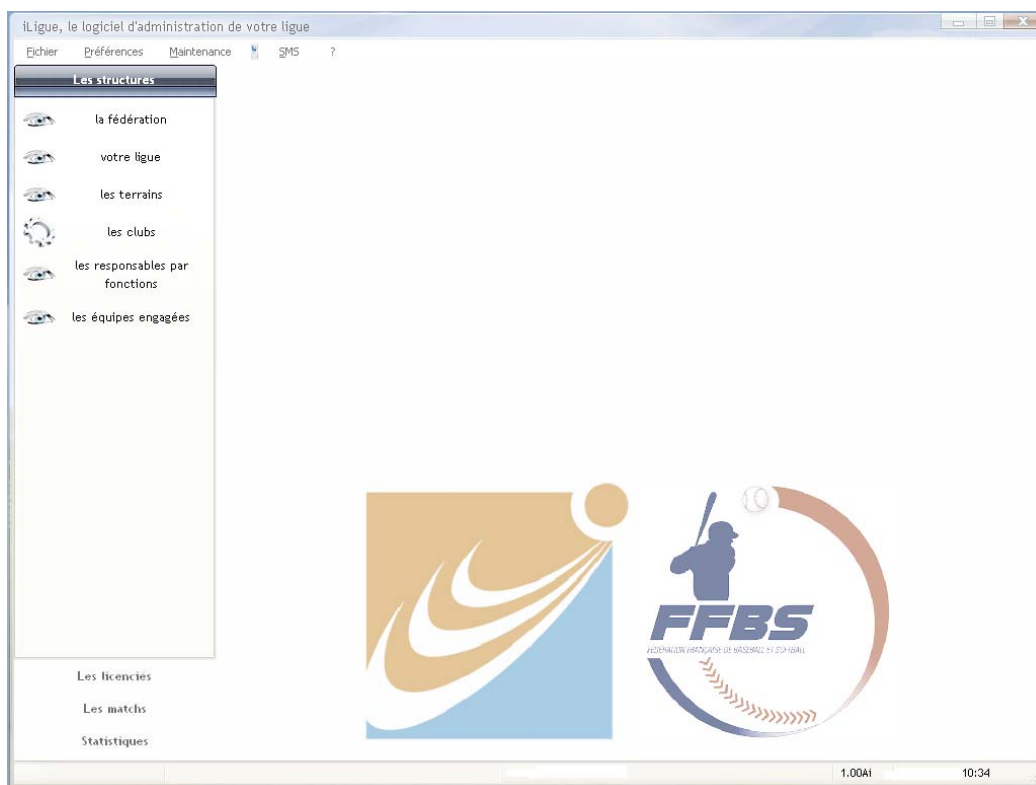 iLigue, le logiciel d'administration de votre ligue
Fichier Préférences Maintenance SMS ?
Les structures
la fédération
votre ligue
les terrains
les clubs
les responsables par
fonctions
les équipes engagées
FFBS
FÉDÉRATION FRANÇAISE DE BASEBALL ET SOFTBALL
Les licenciés
Les matchs
Statistiques
1.00Ai 10:34